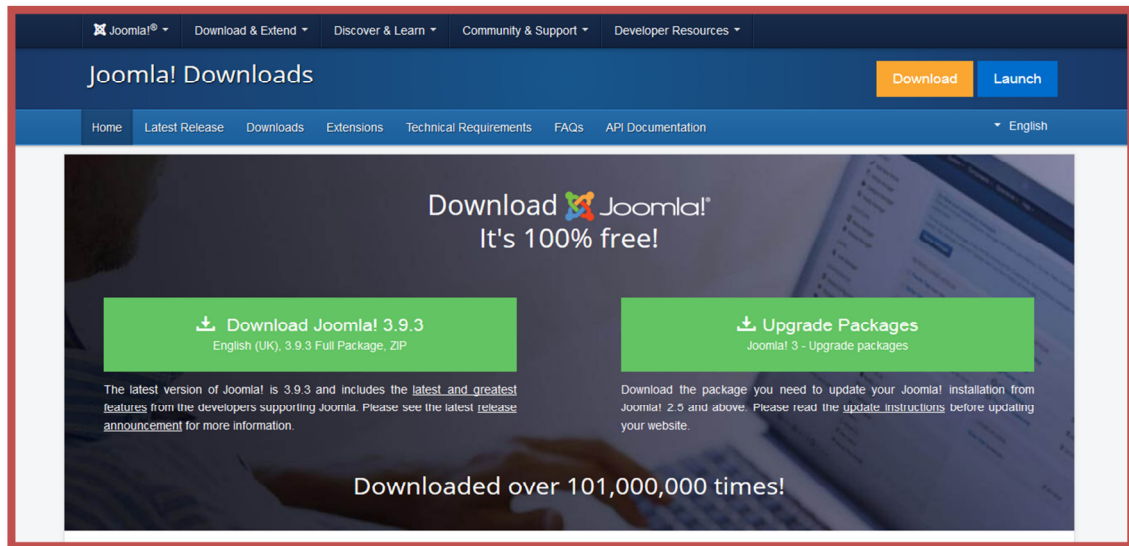 Joomla!® Download & Extend Discover & Learn Community & Support Developer Resources
Joomla! Downloads
Download Launch
Home Latest Release Downloads Extensions Technical Requirements FAQs API Documentation English
Download Joomla!®
It's 100% free!
Download Joomla! 3.9.3
English (UK), 3.9.3 Full Package, ZIP
The latest version of Joomla! is 3.9.3 and includes the latest and greatest
features from the developers supporting Joomla. Please see the latest release
announcement for more information.
Upgrade Packages
Joomla! 3 - Upgrade packages
Download the package you need to update your Joomla! installation from
Joomla! 2.5 and above. Please read the update instructions before updating
your website.
Downloaded over 101,000,000 times!